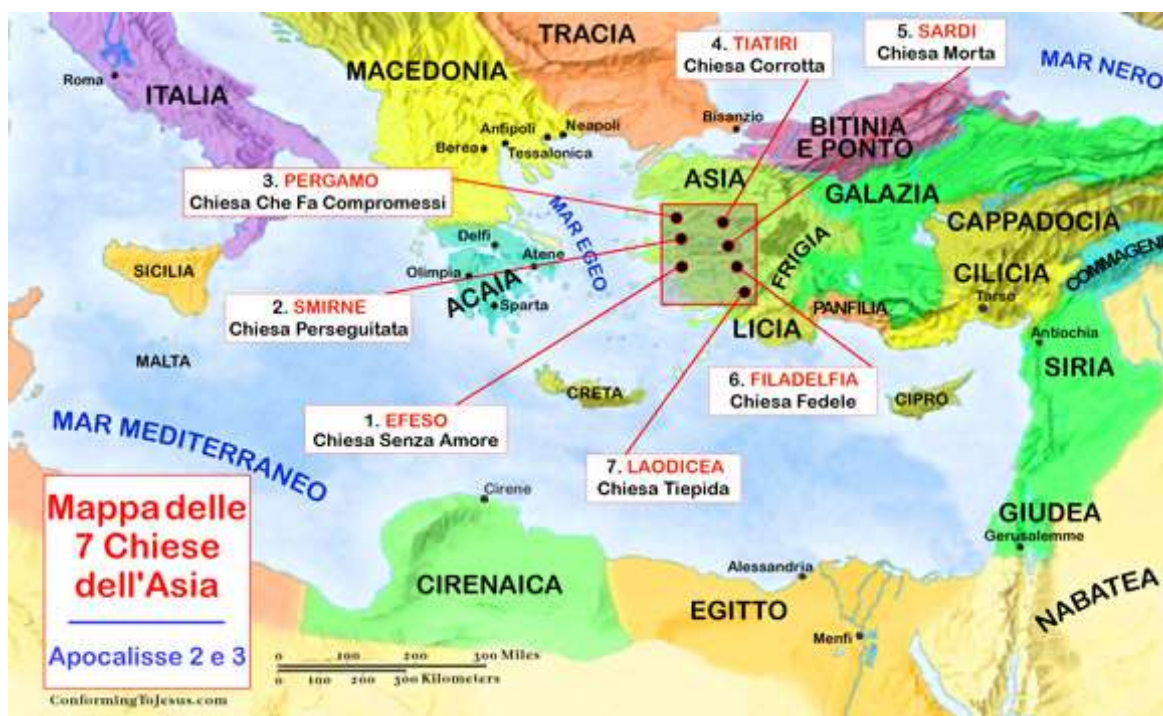 TRACIA
4. TIATIRI
Chiesa Corrotta
5. SARDI
Chiesa Morta
MAR NERO
Roma
ITALIA
MACEDONIA
Bisanzio
BITINIA
E PONTO
Anfipoli
Neapoli
Berea
Tessalonica
3. PERGAMO
Chiesa Che Fa Compromessi
ASIA
GALAZIA
CAPPADOCIA
MAR EGEO
Delfi
Atene
Olimpia
ACAIA
Sparta
FRIGIA
SICILIA
CILICIA
Tarso
COMMAGENE
2. SMIRNE
Chiesa Perseguitata
PANFILIA
LICIA
Antiochia
SIRIA
MALTA
CRETA
6. FILADELFIA
Chiesa Fedele
CIPRO
1. EFESO
Chiesa Senza Amore
MAR MEDITERRANEO
7. LAODICEA
Chiesa Tiepida
Cirene
Mappa delle
7 Chiese
dell'Asia
Apocalisse 2 e 3
GIUDEA
Gerusalemme
CIRENAICA
Alessandria
EGITTO
NABATEA
Menfi
0 100 200 300 Miles
0 100 200 300 Kilometers
ConformingToJesus.com